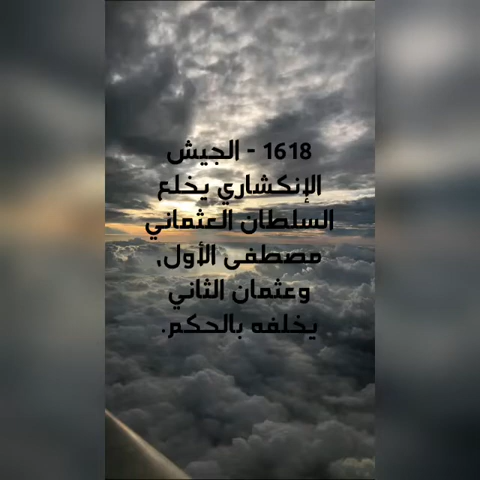 1618 - الجيش
الإنكشاري يخلع
السلطان العثماني
مصطفى الأول,
وعثمان الثاني
يخلفه بالحكم.